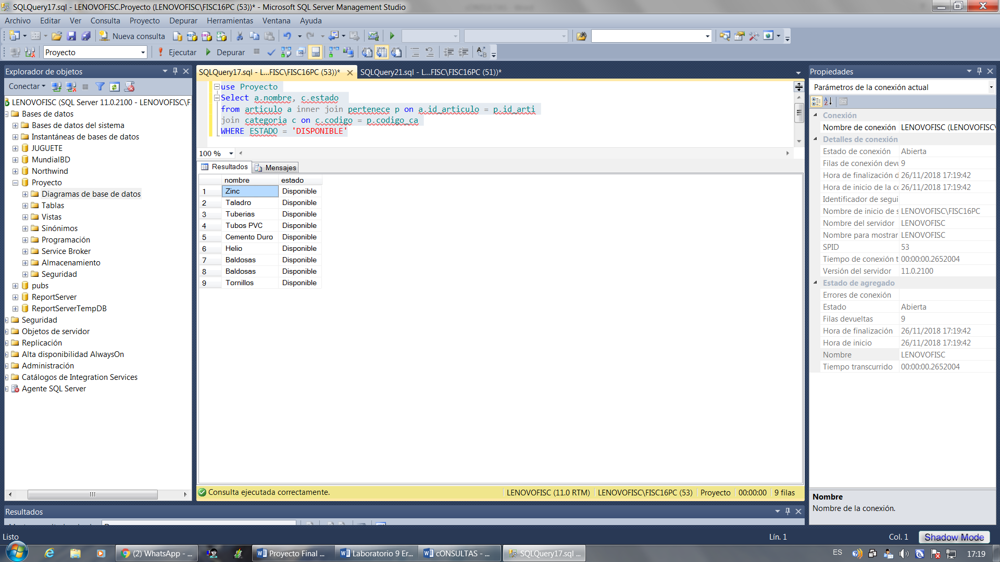 SQLQuery17.sql - LENOVOFISC.Proyecto (LENOVOFISC\FISC16PC (53))* - Microsoft SQL Server Management Studio
Archivo Editar Ver Consulta Proyecto Depurar Herramientas Ventana Ayuda
Nueva consulta
Proyecto Ejecutar Depurar
Explorador de objetos
Conectar
LENOVOFISC (SQL Server 11.0.2100 - LENOVOFISC\F
Bases de datos
Bases de datos del sistema
Instantáneas de bases de datos
JUGUETE
MundialBD
Northwind
Proyecto
Diagramas de base de datos
Tablas
Vistas
Sinónimos
Programación
Service Broker
Almacenamiento
Seguridad
pubs
ReportServer
ReportServerTempDB
Seguridad
Objetos de servidor
Replicación
Alta disponibilidad AlwaysOn
Administración
Catálogos de Integration Services
Agente SQL Server
SQLQuery17.sql - L...FISC\FISC16PC (53))* SQLQuery21.sql - L...FISC\FISC16PC (51))*
use Proyecto
Select a.nombre, c.estado
from articulo a inner join pertenece p on a.id_articulo = p.id_arti
join categoria c on c.codigo = p.codigo_ca
WHERE ESTADO = 'DISPONIBLE'
100 %
Resultados Mensajes
nombre estado
1 Zinc Disponible
2 Taladro Disponible
3 Tuberias Disponible
4 Tubos PVC Disponible
5 Cemento Duro Disponible
6 Helio Disponible
7 Baldosas Disponible
8 Baldosas Disponible
9 Tornillos Disponible
Consulta ejecutada correctamente. LENOVOFISC (11.0 RTM) LENOVOFISC\FISC16PC (53) Proyecto 00:00:00 9 filas
Propiedades
Parámetros de la conexión actual
Conexión
Nombre de conexión LENOVOFISC (LENOVOFISC\
Detalles de conexión
Estado de conexión Abierta
Filas de conexión devu 9
Hora de finalización d 26/11/2018 17:19:42
Hora de inicio de la co 26/11/2018 17:19:42
Identificador de segui
Nombre de inicio de s LENOVOFISC\FISC16PC
Nombre del servidor LENOVOFISC
Nombre para mostrar LENOVOFISC
SPID 53
Tiempo de conexión t 00:00:00.2652004
Versión del servidor 11.0.2100
Estado de agregado
Errores de conexión
Estado Abierta
Filas devueltas 9
Hora de finalización 26/11/2018 17:19:42
Hora de inicio 26/11/2018 17:19:42
Nombre LENOVOFISC
Tiempo transcurrido 00:00:00.2652004
Nombre
Nombre de la conexión.
Resultados
Listo Lín. 1 Col. 1 Shadow Mode
(2) WhatsApp - ... Proyecto Final ... Laboratorio 9 Er... cONSULTAS - ... SQLQuery17.sql ... ES 17:19